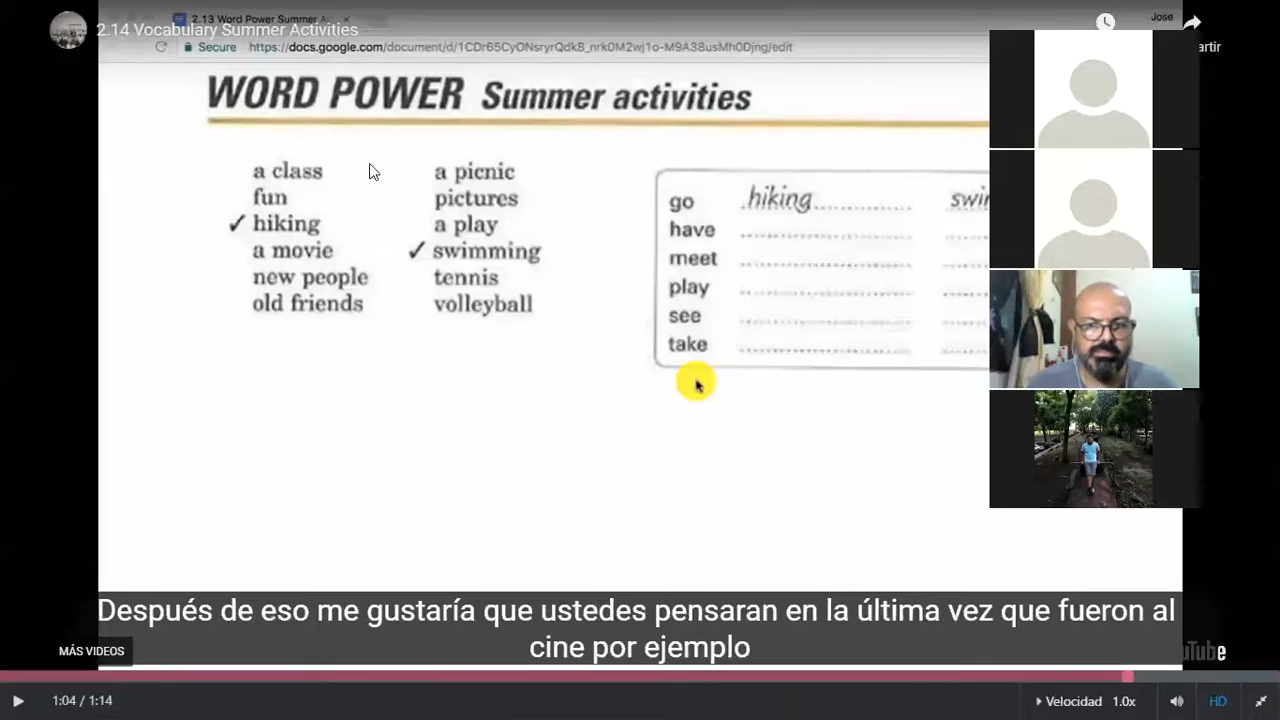 2.13 Word Power Summer A
2.14 Vocabulary Summer Activities
Jose
Secure https://docs.google.com/document/d/1CDr65CyONsryrQdk8_nrk0M2wj1o-M9A38usMh0Djng/edit
rtir
WORD POWER Summer activities
a class
fun
✓ hiking
a movie
new people
old friends
a picnic
pictures
a play
✓ swimming
tennis
volleyball
go hiking swin
have
meet
play
see
take
Después de eso me gustaría que ustedes pensaran en la última vez que fueron al
cine por ejemplo
MÁS VIDEOS
uTube
1:04 / 1:14
Velocidad 1.0x
HD